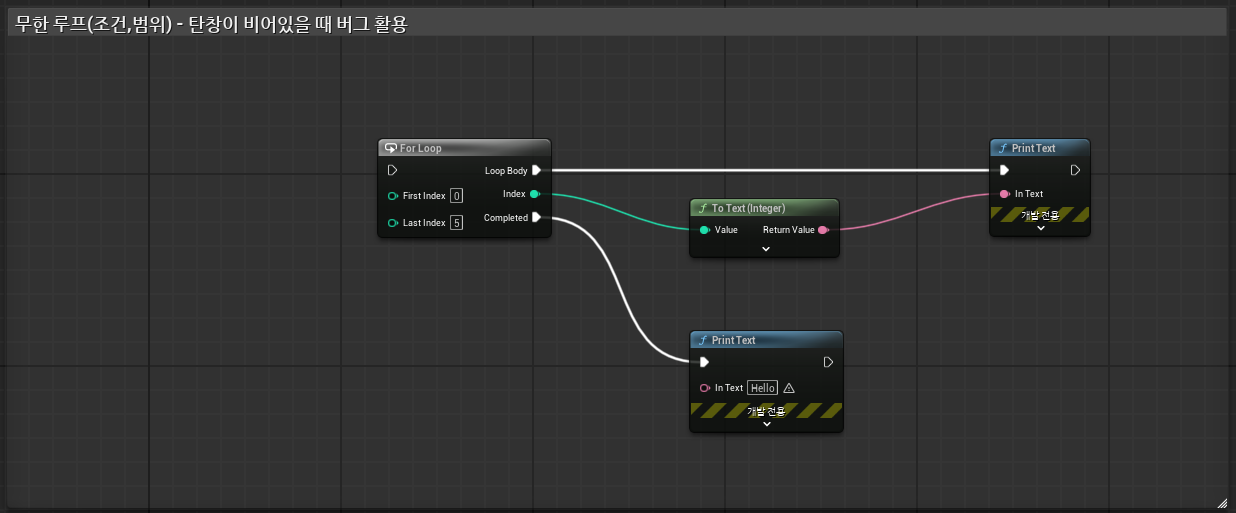 무한 루프(조건,범위) - 탄창이 비어있을 때 버그 활용
For Loop
Loop Body
First Index 0
Index
Last Index 5
Completed
To Text (Integer)
Value
Return Value
Print Text
In Text
개발 전용
Print Text
In Text Hello
개발 전용